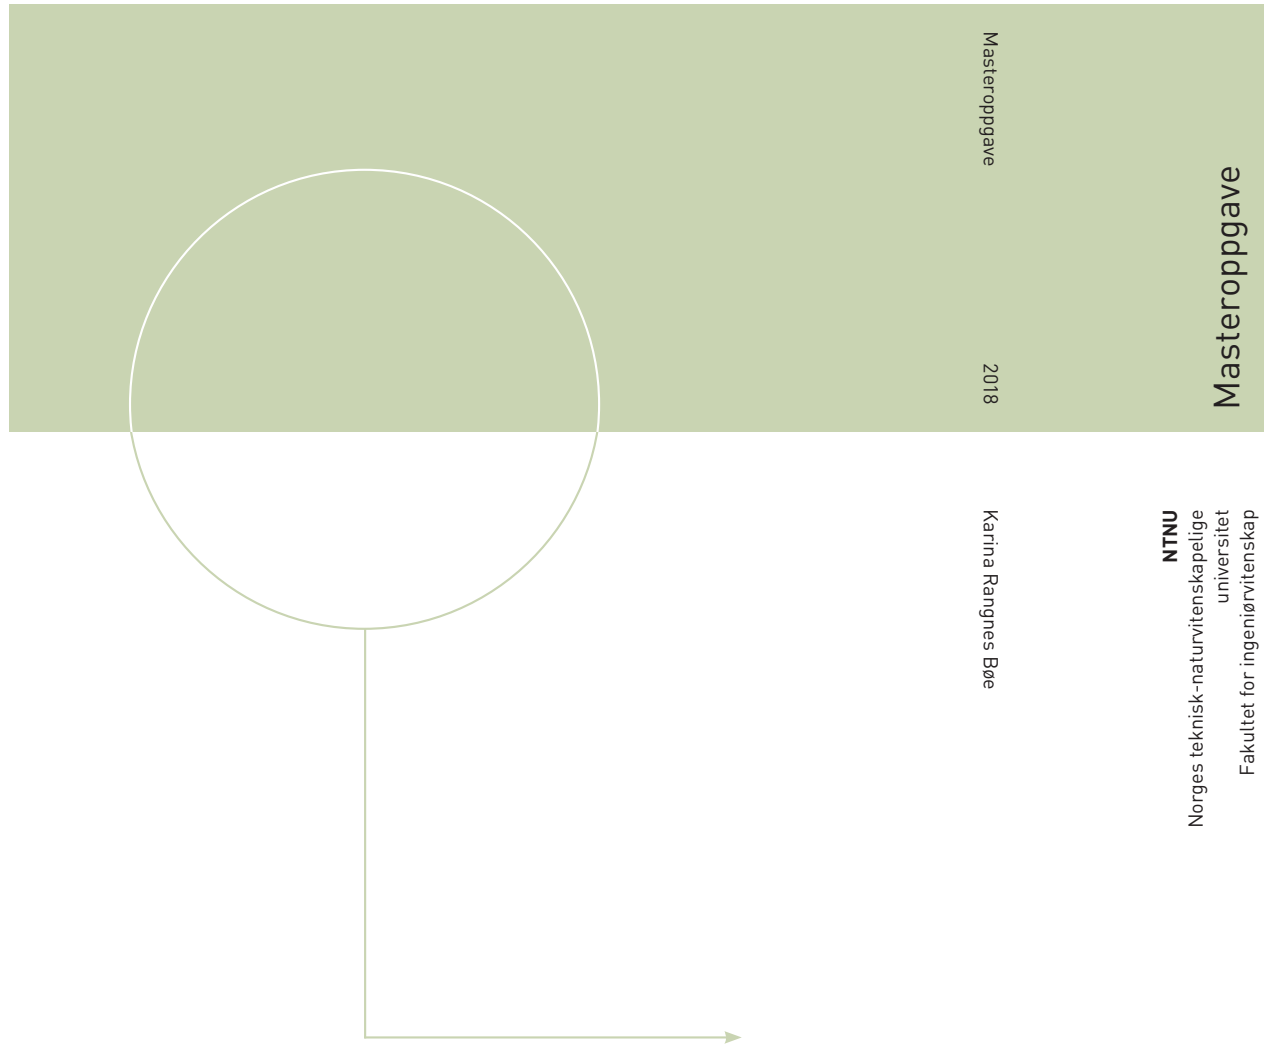 Masteroppgave
2018
Karina Rangnes Bøe
Masteroppgave
NTNU
Norges teknisk-naturvitenskapelige
universitet
Fakultet for ingeniørvitenskap